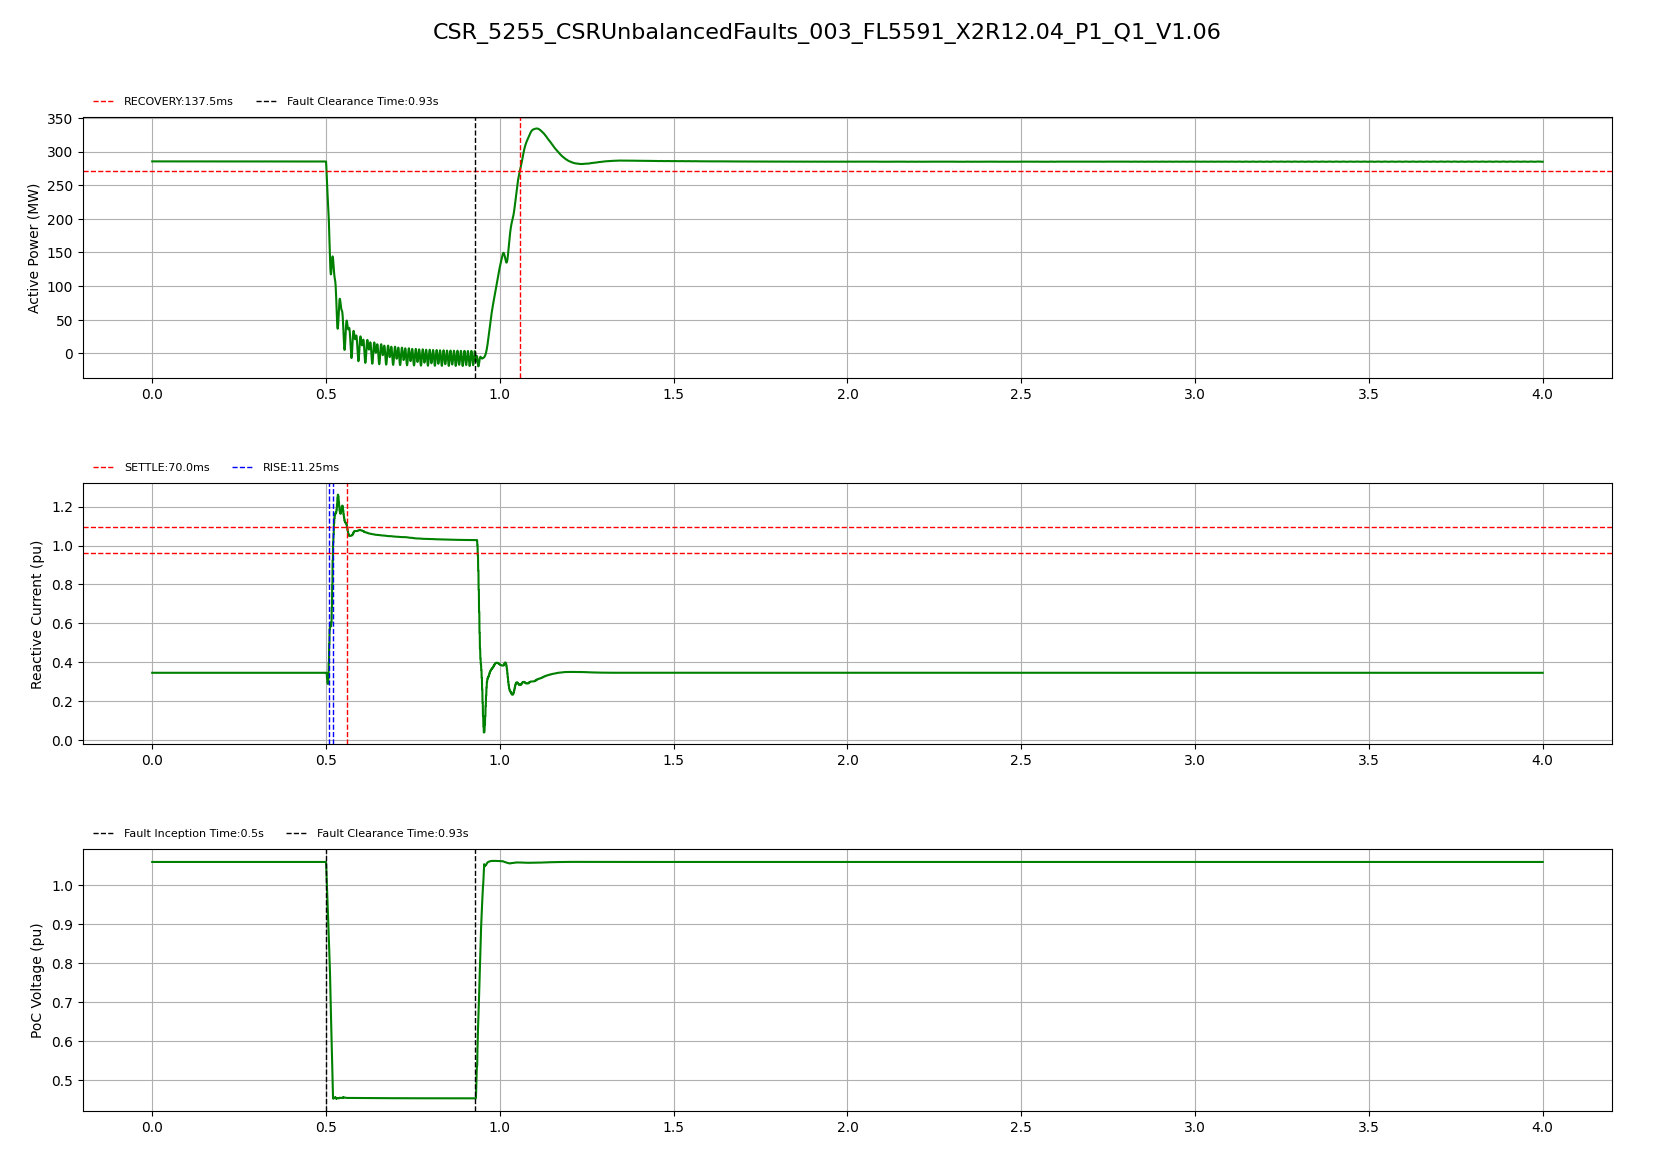 CSR_5255_CSRUnbalancedFaults_003_FL5591_X2R12.04_P1_Q1_V1.06
RECOVERY:137.5ms Fault Clearance Time:0.93s
Active Power (MW)
350
300
250
200
150
100
50
0
0.0 0.5 1.0 1.5 2.0 2.5 3.0 3.5 4.0
SETTLE:70.0ms RISE:11.25ms
Reactive Current (pu)
1.2
1.0
0.8
0.6
0.4
0.2
0.0
0.0 0.5 1.0 1.5 2.0 2.5 3.0 3.5 4.0
Fault Inception Time:0.5s Fault Clearance Time:0.93s
PoC Voltage (pu)
1.0
0.9
0.8
0.7
0.6
0.5
0.0 0.5 1.0 1.5 2.0 2.5 3.0 3.5 4.0